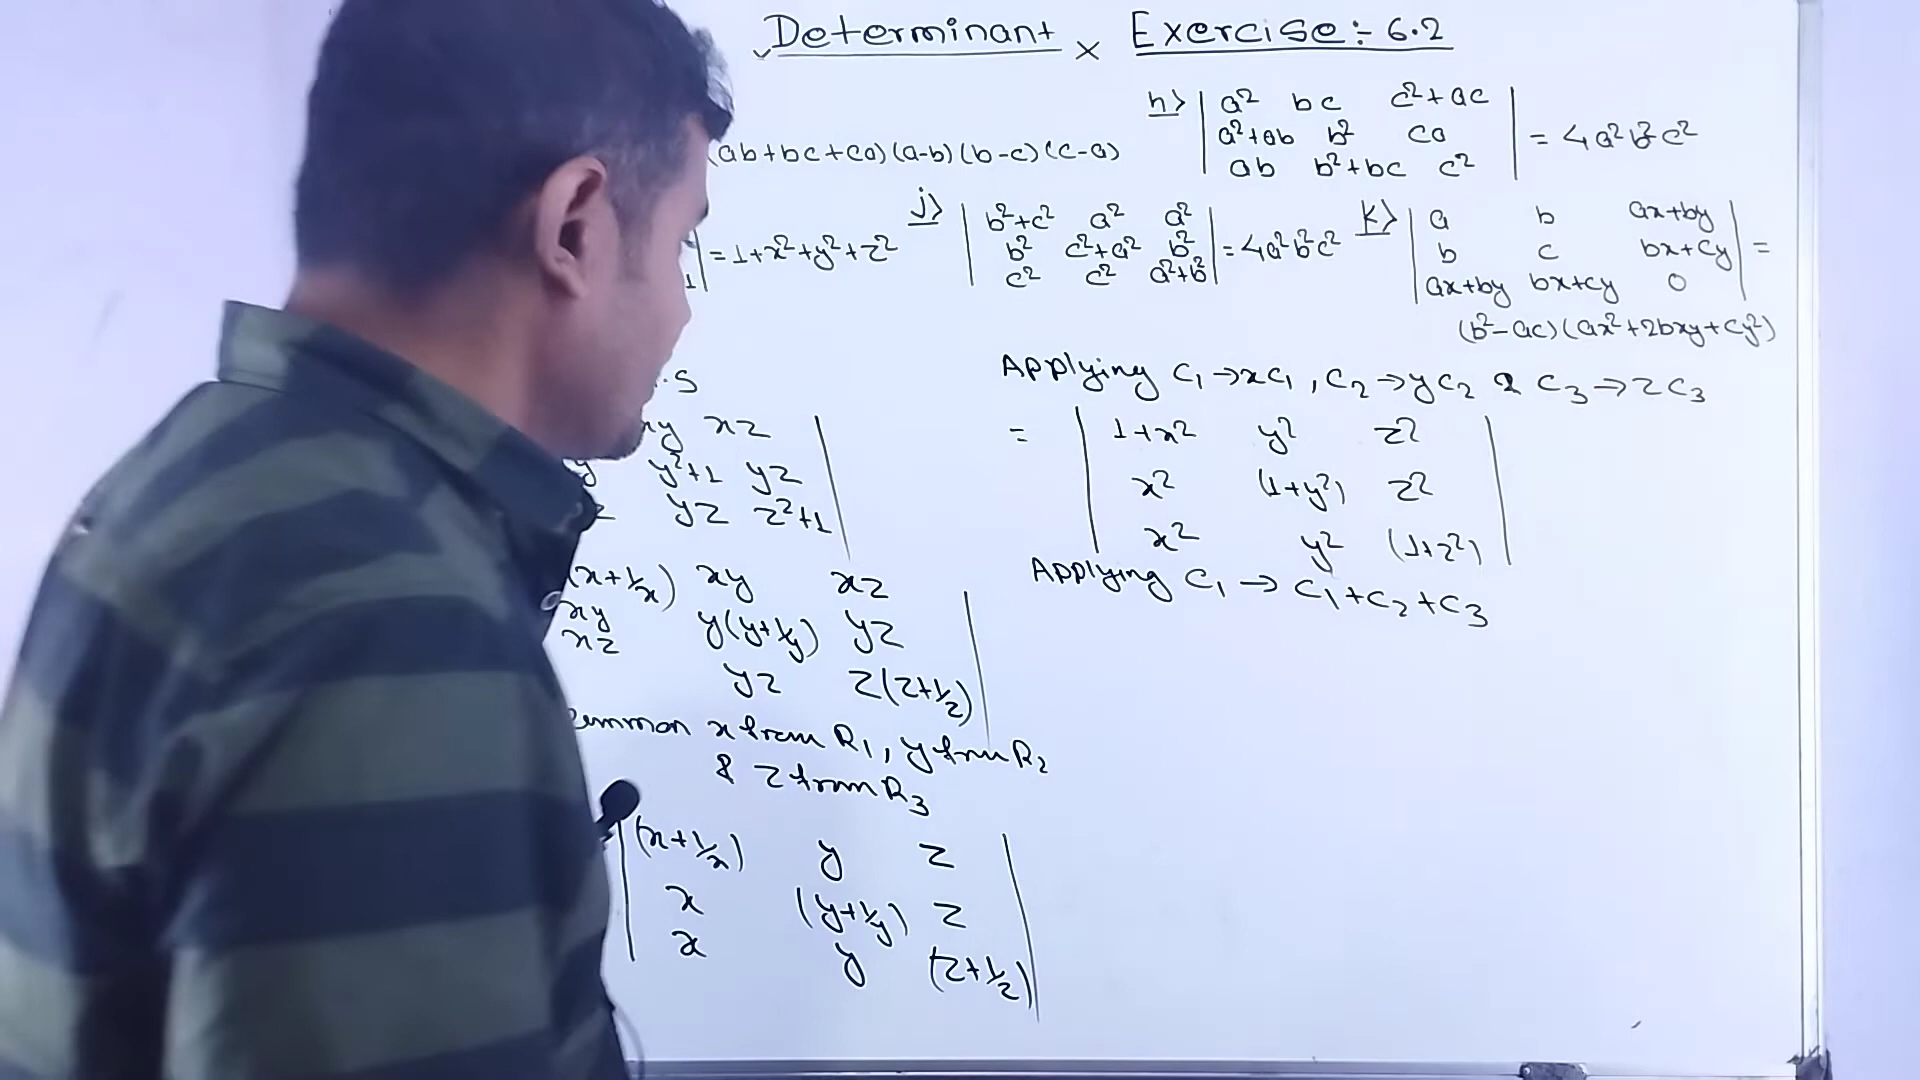 Determinant × Exercise:- 6.2
h> | a² bc c²+ac |
| a²+ab b² ca | = 4a²b²c²
| ab b²+bc c² |
(ab+bc+ca)(a-b)(b-c)(c-a)
j> | b²+c² a² a² |
| b² c²+a² b² | = 4a²b²c²
| c² c² a²+b² |
k> | a b ax+by |
| b c bx+cy | =
| ax+by bx+cy 0 |
(b²-ac)(ax²+2bxy+cy²)
1| = 1+x²+y²+z²
.S
xy xz |
y y²+1 yz |
z yz z²+1 |
(x+1/x) xy xz |
xy y(y+1/y) yz |
xz yz z(z+1/z) |
common x from R₁, y from R₂
& z from R₃
| (x+1/x) y z |
| x (y+1/y) z |
| x y (z+1/z) |
Applying C₁→xC₁, C₂→yC₂ & C₃→zC₃
= | 1+x² y² z² |
| x² (1+y²) z² |
| x² y² (1+z²) |
Applying C₁ → C₁+C₂+C₃